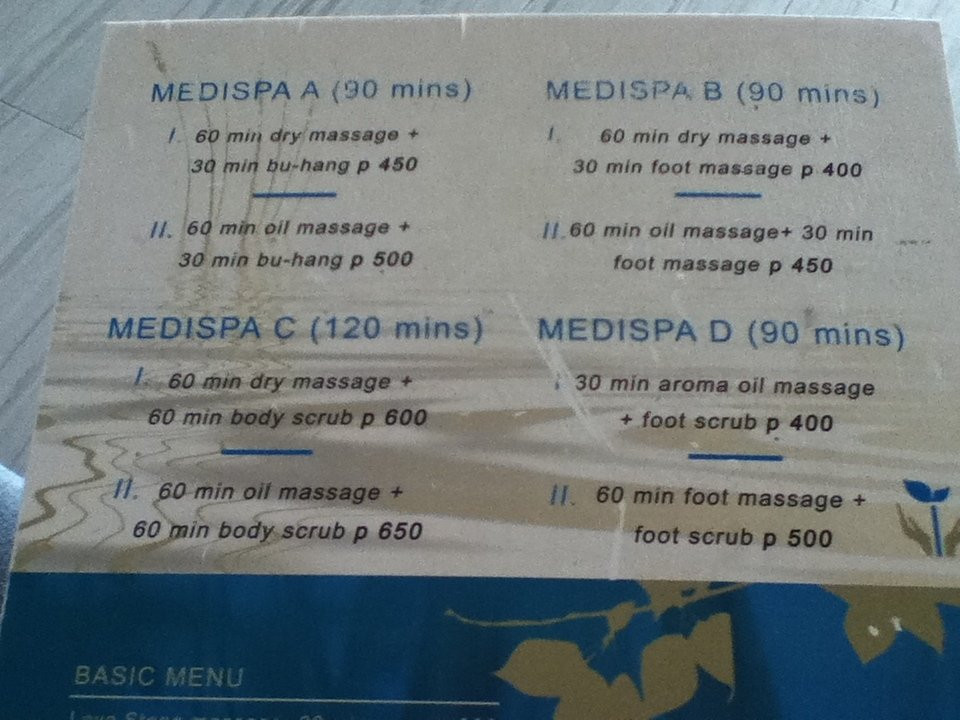 MEDISPA A (90 mins)
I. 60 min dry massage +
30 min bu-hang p 450
II. 60 min oil massage +
30 min bu-hang p 500
MEDISPA B (90 mins)
I. 60 min dry massage +
30 min foot massage p 400
II. 60 min oil massage+ 30 min
foot massage p 450
MEDISPA C (120 mins)
I. 60 min dry massage +
60 min body scrub p 600
II. 60 min oil massage +
60 min body scrub p 650
MEDISPA D (90 mins)
I 30 min aroma oil massage
+ foot scrub p 400
II. 60 min foot massage +
foot scrub p 500
BASIC MENU